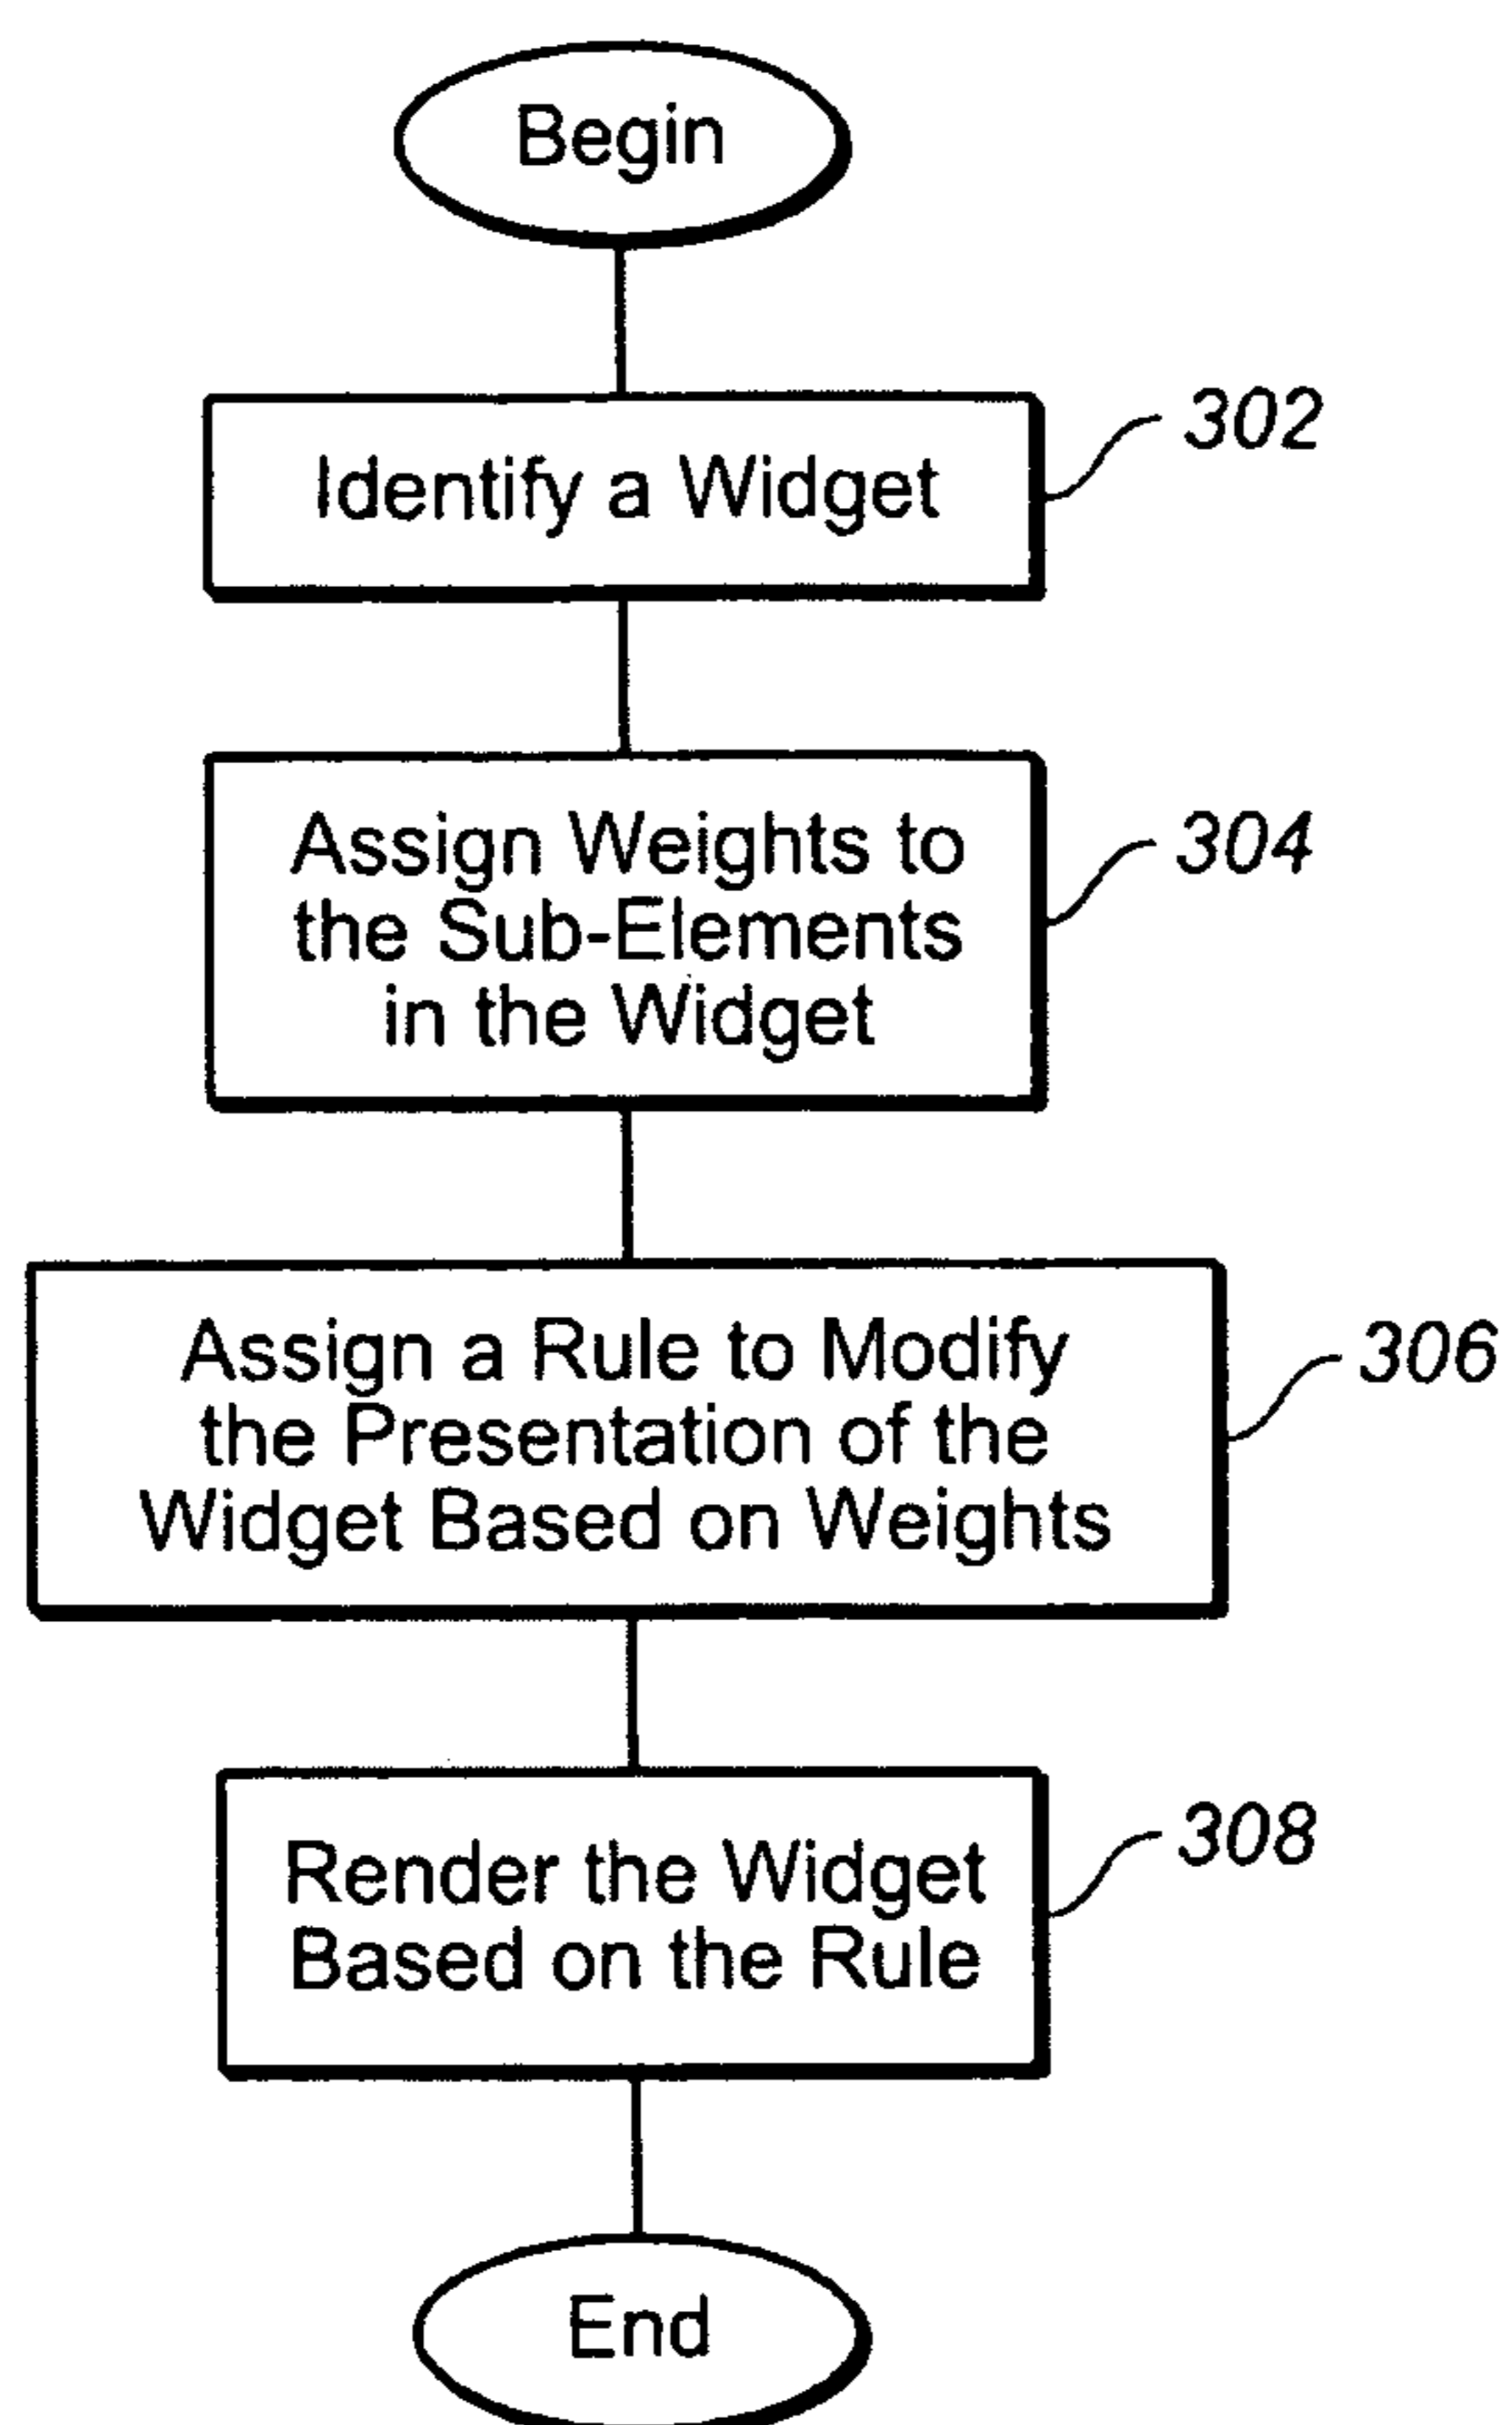 Begin
Identify a Widget
302
Assign Weights to
the Sub-Elements
in the Widget
304
Assign a Rule to Modify
the Presentation of the
Widget Based on Weights
306
Render the Widget
Based on the Rule
308
End